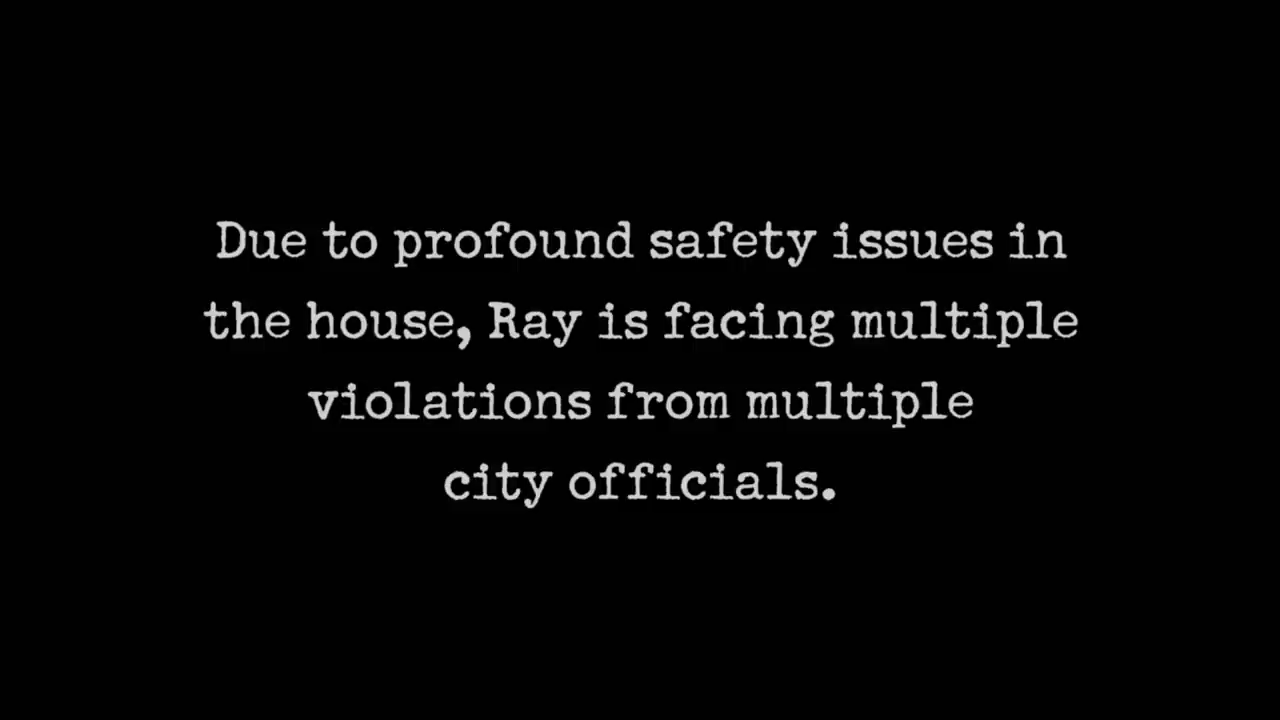 Due to profound safety issues in
the house, Ray is facing multiple
violations from multiple
city officials.